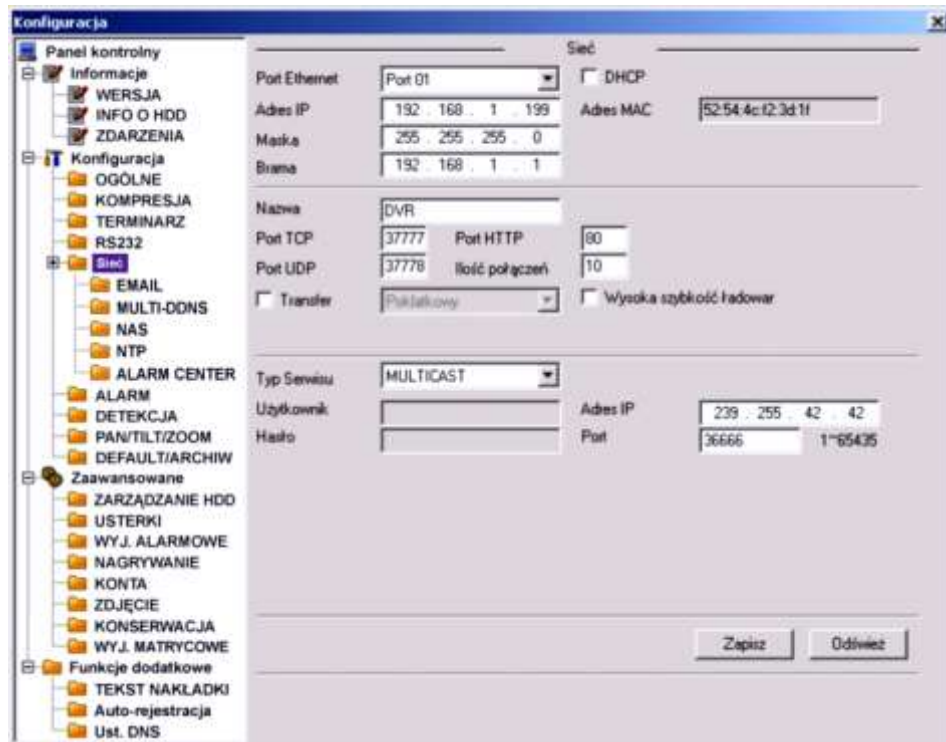 Konfiguracja
Panel kontrolny
Informacje
WERSJA
INFO O HDD
ZDARZENIA
Konfiguracja
OGÓLNE
KOMPRESJA
TERMINARZ
RS232
Sieć
EMAIL
MULTI-DDNS
NAS
NTP
ALARM CENTER
ALARM
DETEKCJA
PAN/TILT/ZOOM
DEFAULT/ARCHIW
Zaawansowane
ZARZĄDZANIE HDD
USTERKI
WYJ. ALARMOWE
NAGRYWANIE
KONTA
ZDJĘCIE
KONSERWACJA
WYJ. MATRYCOWE
Funkcje dodatkowe
TEKST NAKŁADKI
Auto-rejestracja
Ust. DNS
Sieć
Port Ethernet Port 01 DHCP
Adres IP 192 . 168 . 1 . 199 Adres MAC 52:54:4c:f2:3d:1f
Maska 255 . 255 . 255 . 0
Brama 192 . 168 . 1 . 1
Nazwa DVR
Port TCP 37777 Port HTTP 80
Port UDP 37778 Ilość połączeń 10
Transfer Poklatkowy Wysoka szybkość ładowar
Typ Serwisu MULTICAST
Użytkownik Adres IP 239 . 255 . 42 . 42
Hasło Port 36666 1~65435
Zapisz Odśwież